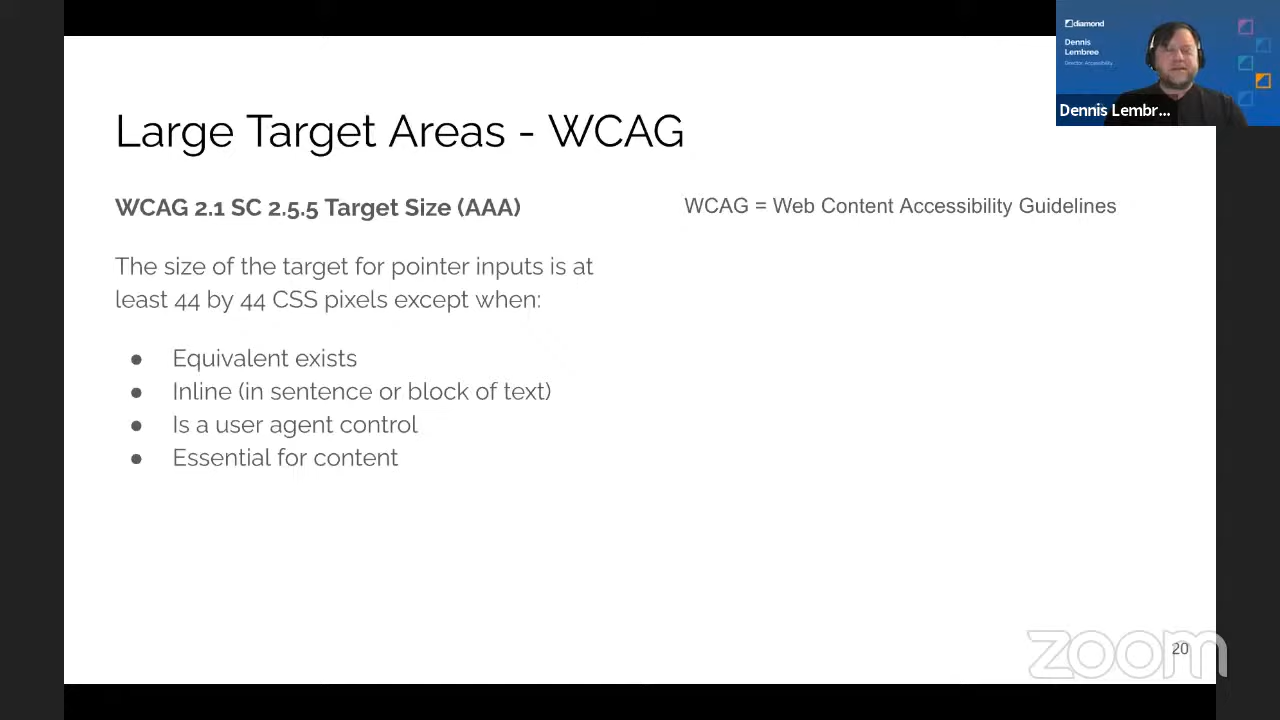 diamond
Dennis
Lembree
Director Accessibility
Dennis Lembr...
Large Target Areas - WCAG
WCAG 2.1 SC 2.5.5 Target Size (AAA)
The size of the target for pointer inputs is at
least 44 by 44 CSS pixels except when:
● Equivalent exists
● Inline (in sentence or block of text)
● Is a user agent control
● Essential for content
WCAG = Web Content Accessibility Guidelines
20
zoom